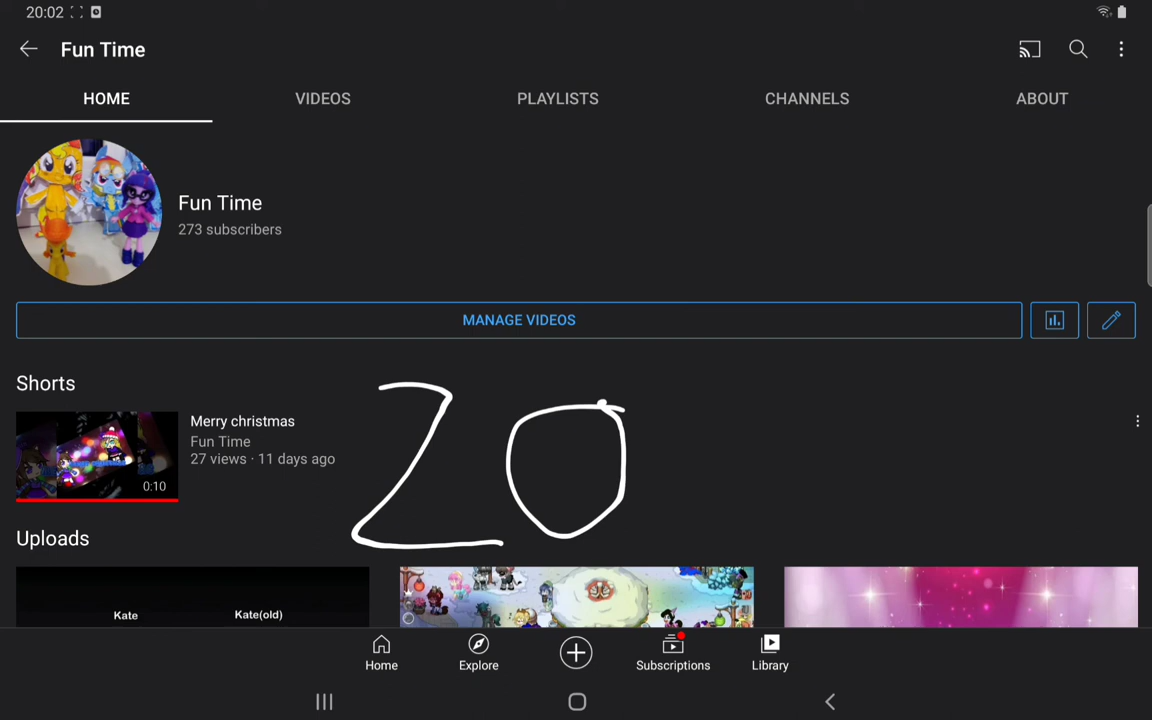 20:02
Fun Time
HOME VIDEOS PLAYLISTS CHANNELS ABOUT
Fun Time
273 subscribers
MANAGE VIDEOS
Shorts
Merry christmas
Fun Time
27 views · 11 days ago
0:10
20
Uploads
Kate Kate(old)
Home Explore Subscriptions Library